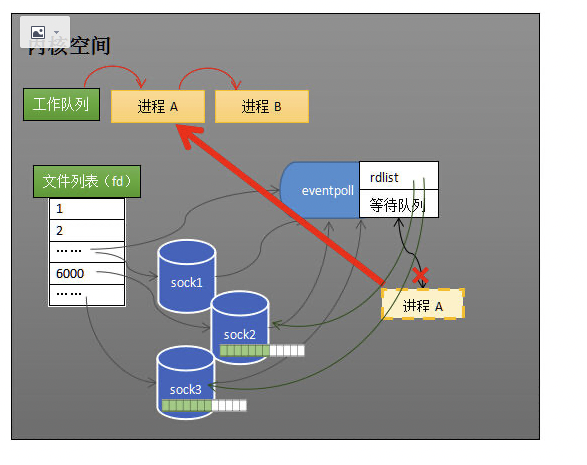 内核空间
工作队列
进程 A
进程 B
文件列表（fd）
1
2
……
6000
……
eventpoll
rdlist
等待队列
sock1
sock2
sock3
进程 A